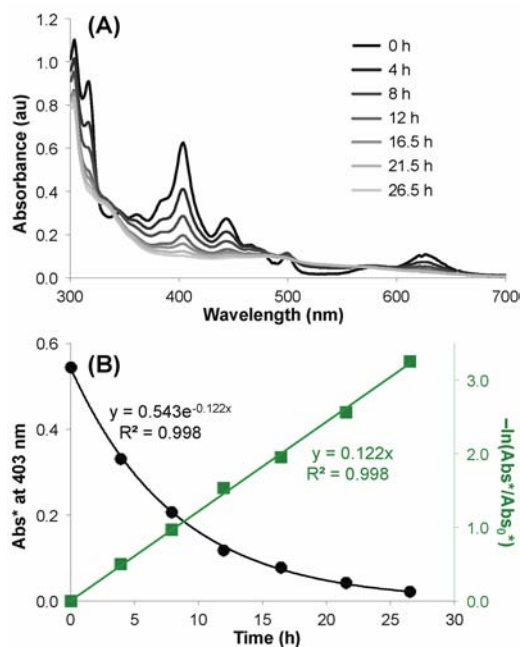 (A)
1.2
1.0
0.8
0.6
0.4
0.2
0.0
Absorbance (au)
0 h
4 h
8 h
12 h
16.5 h
21.5 h
26.5 h
300 400 500 600 700
Wavelength (nm)
(B)
0.6
0.4
0.2
0.0
Abs* at 403 nm
y = 0.543e^-0.122x
R² = 0.998
y = 0.122x
R² = 0.998
3.0
2.0
1.0
0.0
–ln(Abs*/Abs₀*)
0 5 10 15 20 25 30
Time (h)